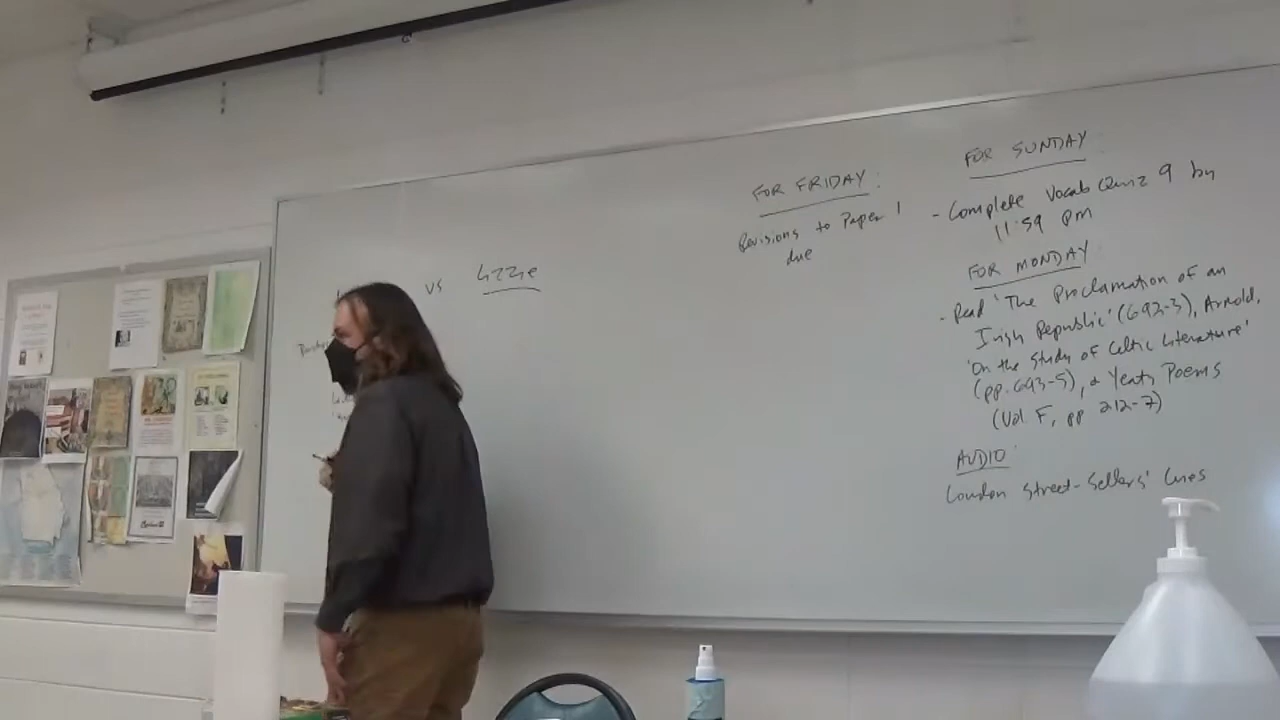 vs Lizzie
FOR FRIDAY:
Revisions to Paper 1
due
FOR SUNDAY
- Complete Vocab Quiz 9 by
11:59 PM
FOR MONDAY
- Read 'The Proclamation of an
Irish Republic' (692-3), Arnold,
'On the Study of Celtic Literature'
(pp. 693-5), & Yeats Poems
(Vol. F, pp 212-7)
AUDIO
London Street-Sellers' Cries